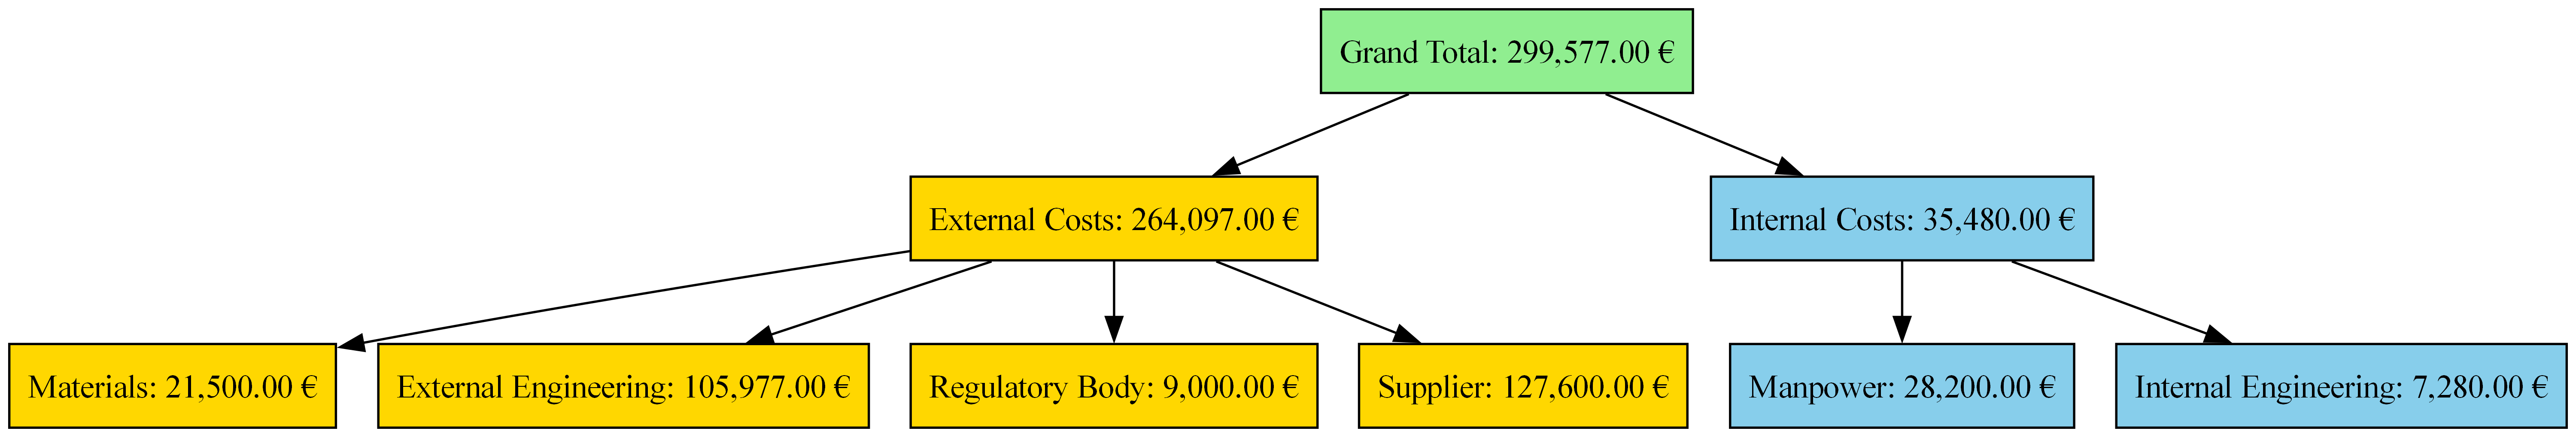 Grand Total: 299,577.00 €
External Costs: 264,097.00 €
Internal Costs: 35,480.00 €
Materials: 21,500.00 €
External Engineering: 105,977.00 €
Regulatory Body: 9,000.00 €
Supplier: 127,600.00 €
Manpower: 28,200.00 €
Internal Engineering: 7,280.00 €